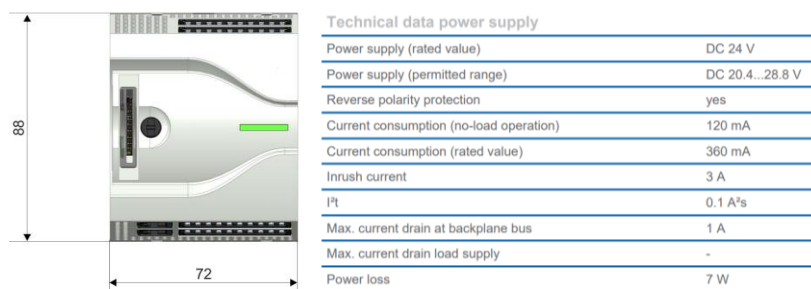 88
72
Technical data power supply
Power supply (rated value) DC 24 V
Power supply (permitted range) DC 20.4...28.8 V
Reverse polarity protection yes
Current consumption (no-load operation) 120 mA
Current consumption (rated value) 360 mA
Inrush current 3 A
I²t 0.1 A²s
Max. current drain at backplane bus 1 A
Max. current drain load supply -
Power loss 7 W